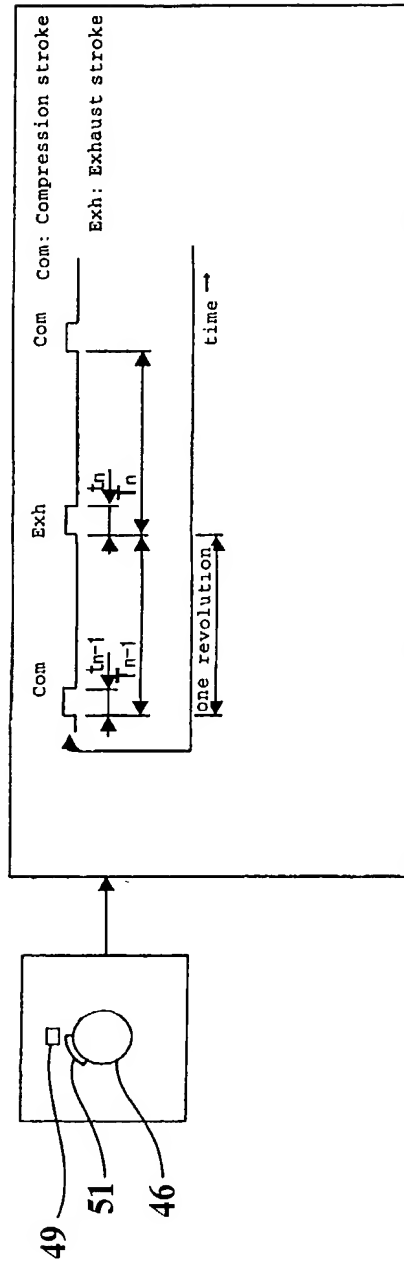 Com: Compression stroke
Exh: Exhaust stroke
Com
Exh
Com
tn-1
Tn-1
tn
Tn
one revolution
time →
49
51
46